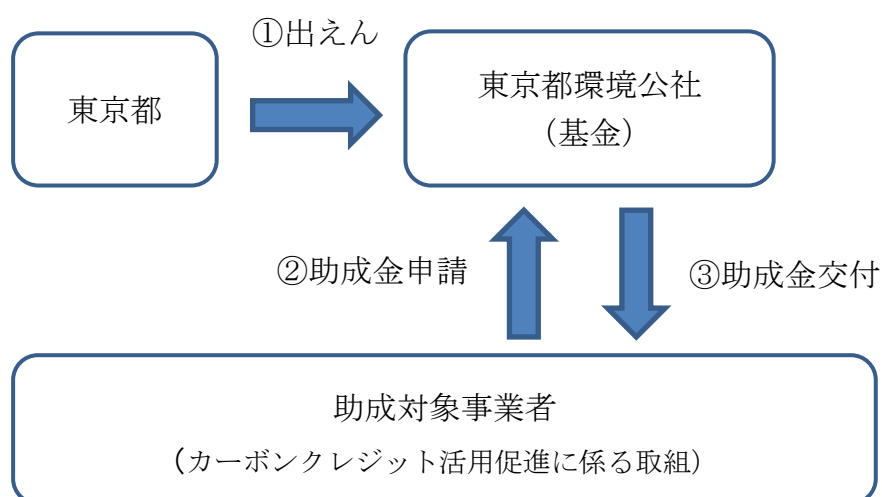 ①出えん
東京都
東京都環境公社
（基金）
②助成金申請
③助成金交付
助成対象事業者
（カーボンクレジット活用促進に係る取組）